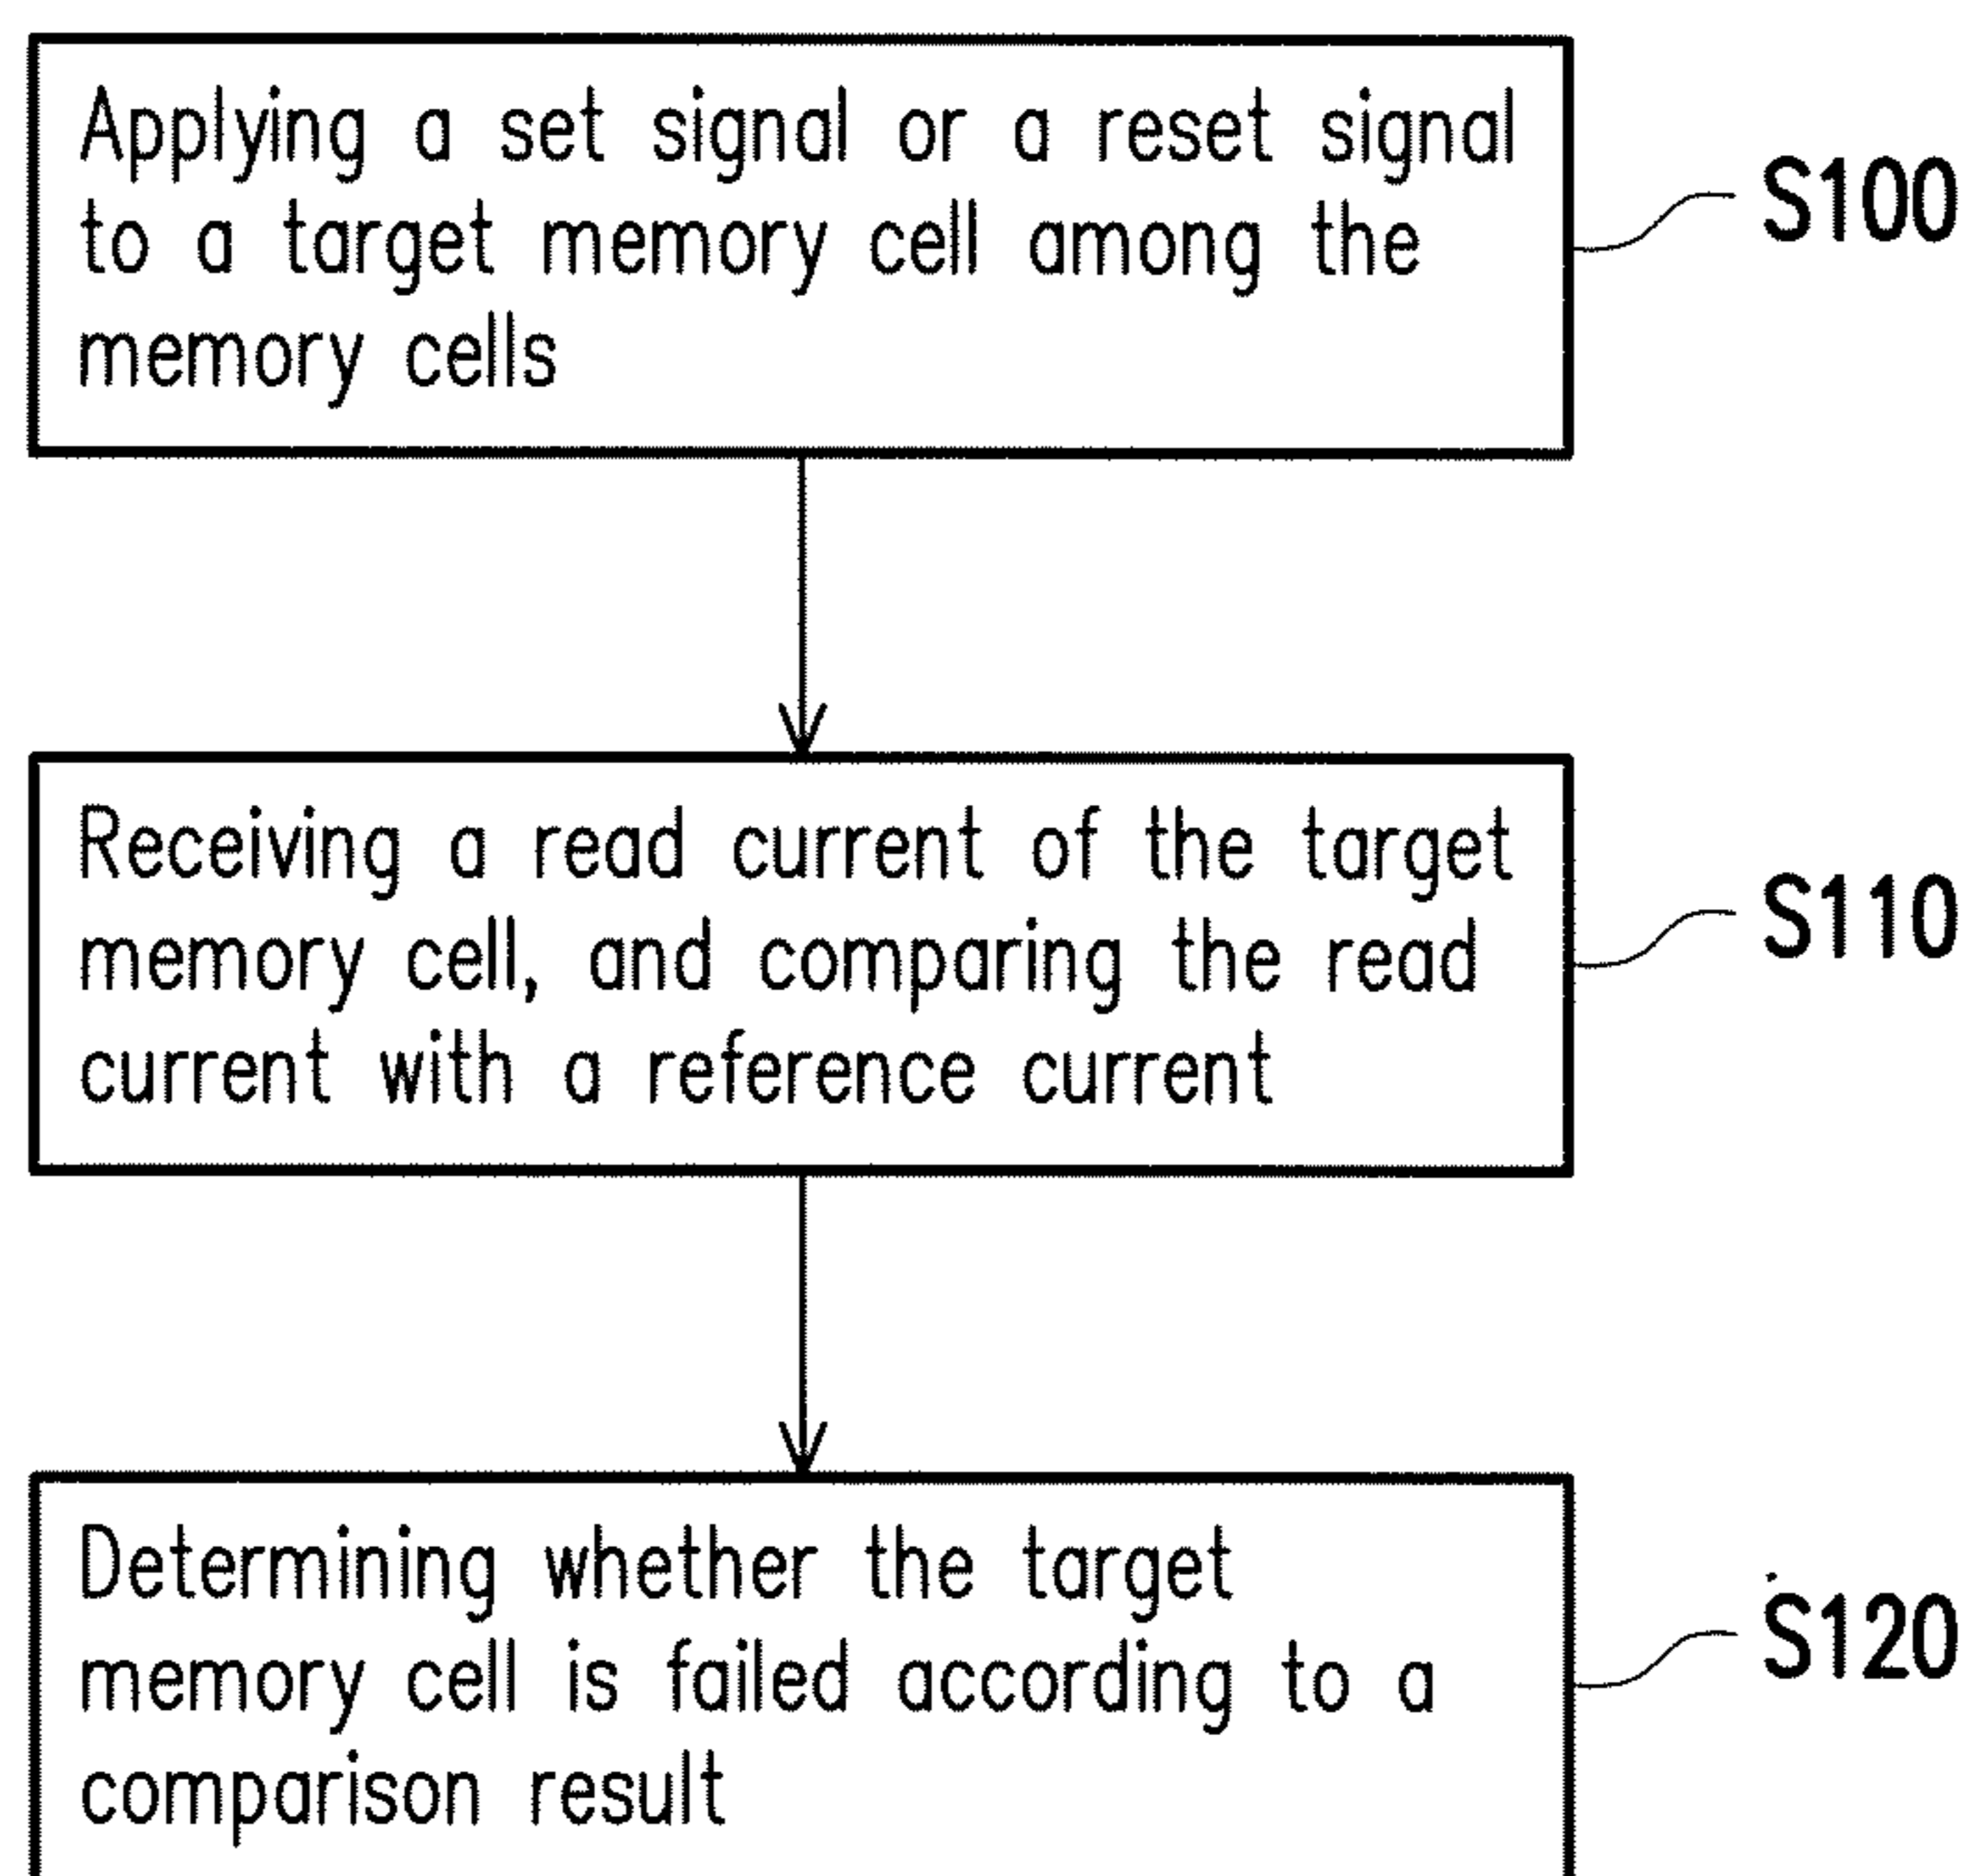 Applying a set signal or a reset signal
to a target memory cell among the
memory cells
S100
Receiving a read current of the target
memory cell, and comparing the read
current with a reference current
S110
Determining whether the target
memory cell is failed according to a
comparison result
S120